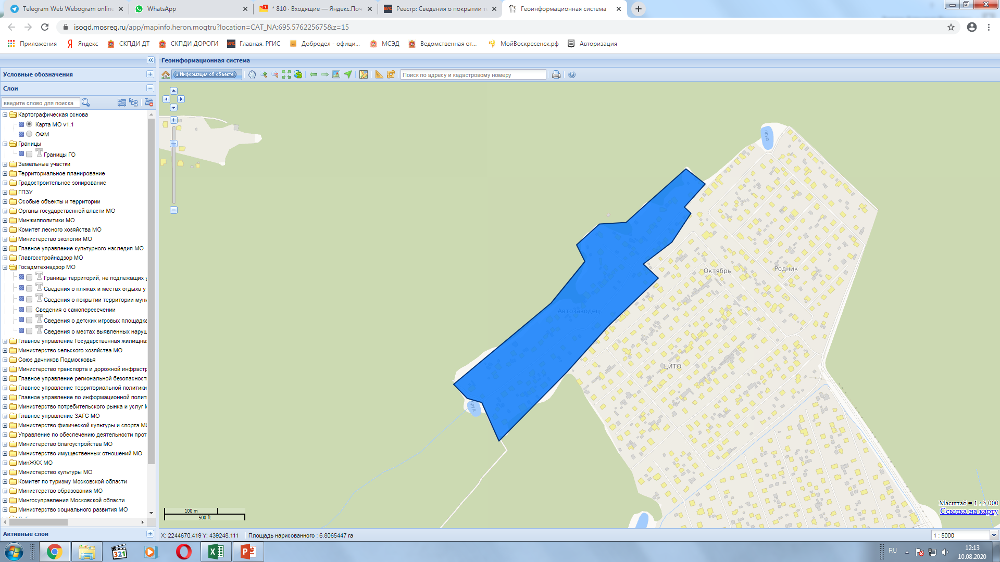 Telegram Web Webogram online
WhatsApp
* 810 · Входящие — Яндекс.Поч
Реестр: Сведения о покрытии т
Геоинформационная система
isogd.mosreg.ru/app/mapinfo.heron.mogtru?location=CAT_NA:695,576225675&z=15
Приложения
Яндекс
СКПДИ ДТ
СКПДИ ДОРОГИ
Главная. РГИС
Добродел - офици...
МСЭД
Ведомственная от...
МойВоскресенск.рф
Авторизация
Геоинформационная система
Условные обозначения
Информация об объекте
Поиск по адресу и кадастровому номеру
Слои
введите слово для поиска
Картографическая основа
Карта МО v1.1
ОФМ
Границы
Границы ГО
Земельные участки
Территориальное планирование
Градостроительное зонирование
ГПЗУ
Особые объекты и территории
Органы государственной власти МО
Минжилполитики МО
Комитет лесного хозяйства МО
Министерство экологии МО
Главное управление культурного наследия МО
Главгосстройнадзор МО
Госадмтехнадзор МО
Границы территорий, не подлежащих у
Сведения о пляжах и местах отдыха у
Сведения о покрытии территории муни
Сведения о самопересечении
Сведения о детских игровых площадка
Сведения о местах выявленных наруш
Главное управление Государственная жилищна
Министерство сельского хозяйства МО
Союз дачников Подмосковья
Министерство транспорта и дорожной инфрастр
Главное управление региональной безопасност
Главное управление территориальной политики
Главное управление по информационной полит
Министерство потребительского рынка и услуг М
Главное управление ЗАГС МО
Министерство физической культуры и спорта МО
Управление по обеспечению деятельности прот
Министерство благоустройства МО
Министерство имущественных отношений МО
МинЖКХ МО
Министерство культуры МО
Комитет по туризму Московской области
Министерство образования МО
Мингосуправления Московской области
Министерство социального развития МО
Активные слои
пруд
Октябрь
Родник
Автозаводец
ЦИТО
пруд
100 m
500 ft
Масштаб = 1 : 5 000
Ссылка на карту
X: 2244670.419 Y: 439248.111
Площадь нарисованного : 6.8065447 га
1 : 5000
321
RU
12:13
10.08.2020